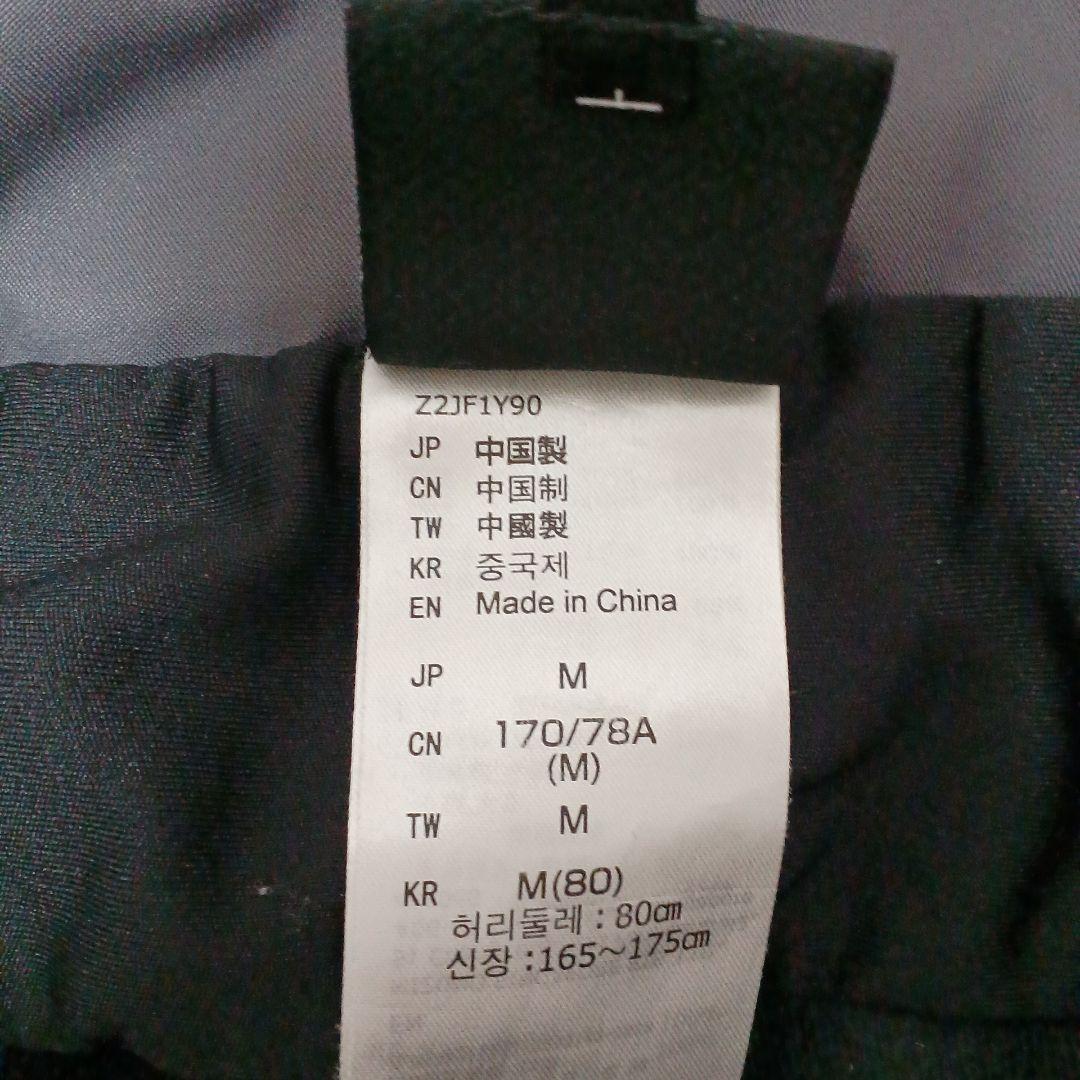 Z2JF1Y90
JP 中国製
CN 中国制
TW 中國製
KR 중국제
EN Made in China
JP M
CN 170/78A
(M)
TW M
KR M(80)
허리둘레 : 80㎝
신장 :165～175㎝